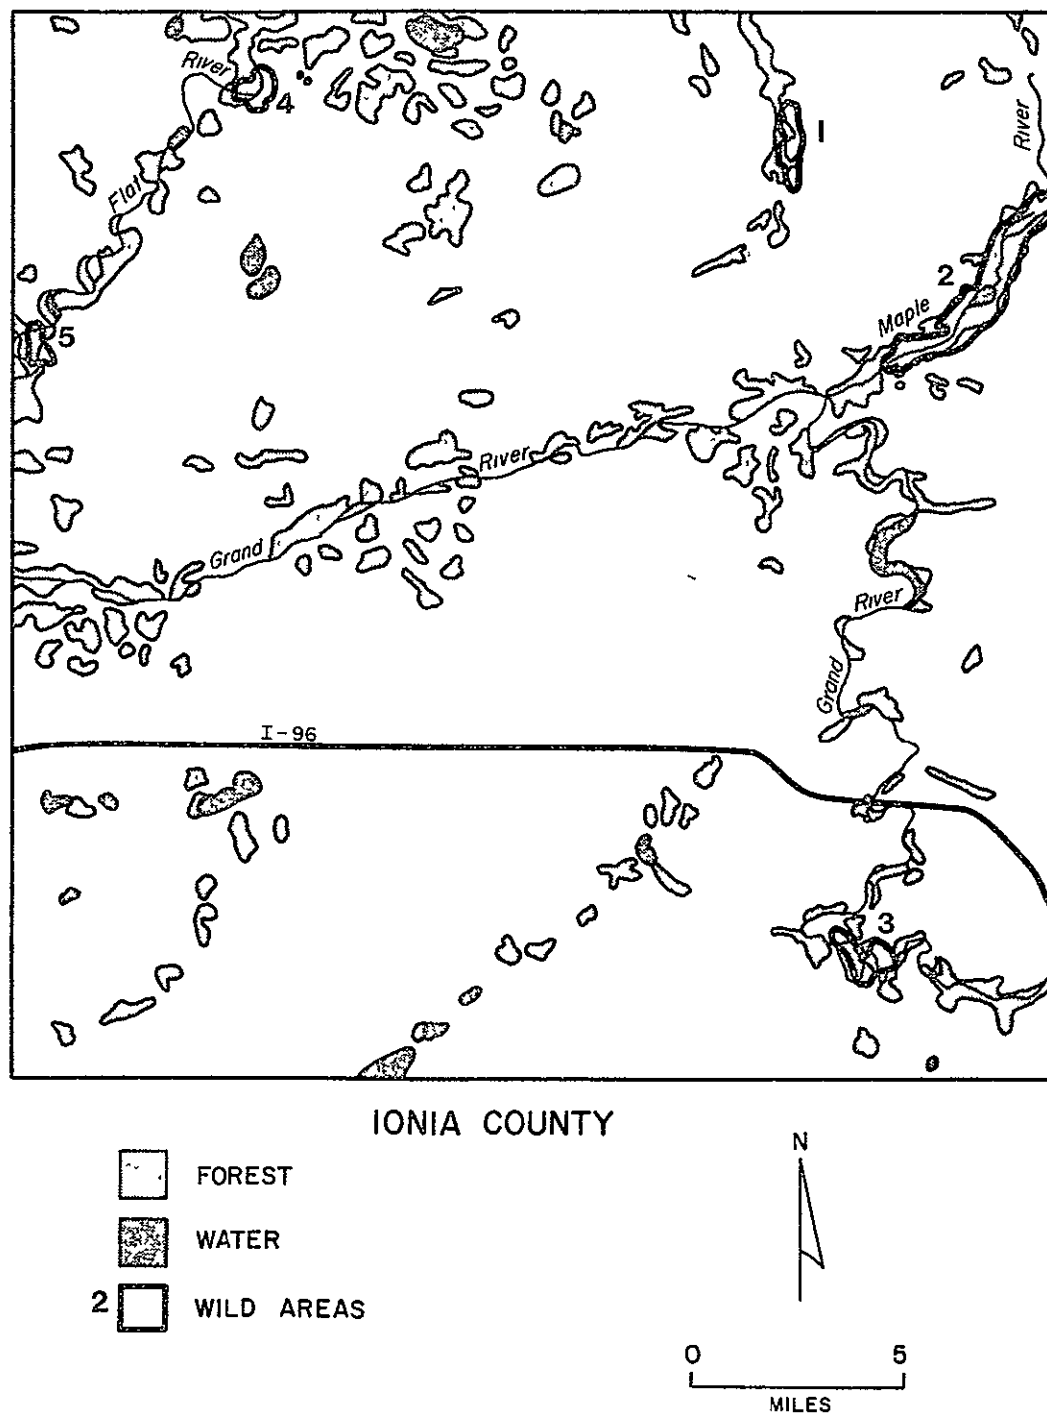 River
4
Flat
1
River
2
Maple
5
River
Grand
River
Grand
I-96
3
IONIA COUNTY
FOREST
WATER
2 WILD AREAS
N
0 5
MILES